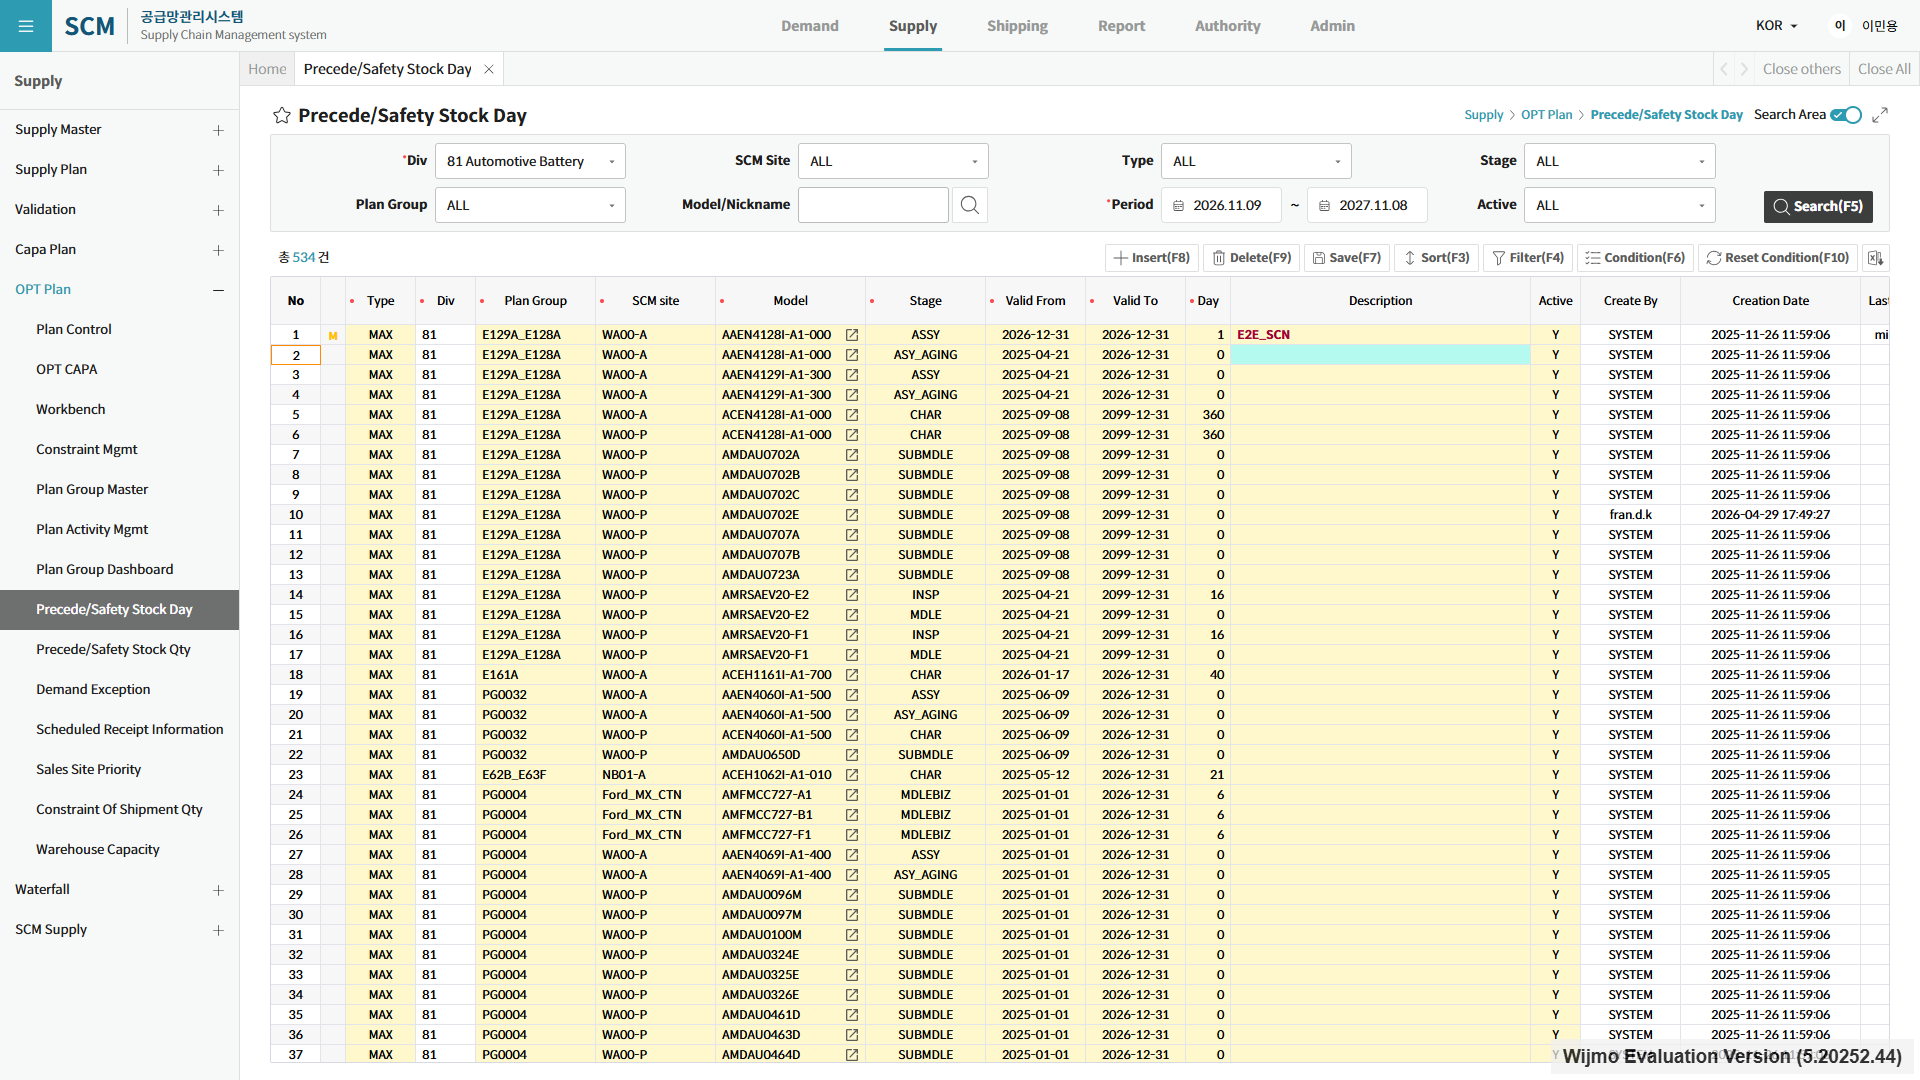 SCM 공급망관리시스템
Supply Chain Management system
Demand Supply Shipping Report Authority Admin
KOR 이 이민용
Supply
Supply Master
Supply Plan
Validation
Capa Plan
OPT Plan
Plan Control
OPT CAPA
Workbench
Constraint Mgmt
Plan Group Master
Plan Activity Mgmt
Plan Group Dashboard
Precede/Safety Stock Day
Precede/Safety Stock Qty
Demand Exception
Scheduled Receipt Information
Sales Site Priority
Constraint Of Shipment Qty
Warehouse Capacity
Waterfall
SCM Supply
Home Precede/Safety Stock Day Close others Close All
Precede/Safety Stock Day
Supply > OPT Plan > Precede/Safety Stock Day Search Area
*Div 81 Automotive Battery SCM Site ALL Type ALL Stage ALL
Plan Group ALL Model/Nickname *Period 2026.11.09 ~ 2027.11.08 Active ALL Search(F5)
총 534 건 Insert(F8) Delete(F9) Save(F7) Sort(F3) Filter(F4) Condition(F6) Reset Condition(F10)
No Type Div Plan Group SCM site Model Stage Valid From Valid To Day Description Active Create By Creation Date Las
1 M MAX 81 E129A_E128A WA00-A AAEN4128I-A1-000 ASSY 2026-12-31 2026-12-31 1 E2E_SCN Y SYSTEM 2025-11-26 11:59:06 mi
2 MAX 81 E129A_E128A WA00-A AAEN4128I-A1-000 ASY_AGING 2025-04-21 2026-12-31 0 Y SYSTEM 2025-11-26 11:59:06
3 MAX 81 E129A_E128A WA00-A AAEN4129I-A1-300 ASSY 2025-04-21 2026-12-31 0 Y SYSTEM 2025-11-26 11:59:06
4 MAX 81 E129A_E128A WA00-A AAEN4129I-A1-300 ASY_AGING 2025-04-21 2026-12-31 0 Y SYSTEM 2025-11-26 11:59:06
5 MAX 81 E129A_E128A WA00-A ACEN4128I-A1-000 CHAR 2025-09-08 2099-12-31 360 Y SYSTEM 2025-11-26 11:59:06
6 MAX 81 E129A_E128A WA00-P ACEN4128I-A1-000 CHAR 2025-09-08 2099-12-31 360 Y SYSTEM 2025-11-26 11:59:06
7 MAX 81 E129A_E128A WA00-P AMDAU0702A SUBMDLE 2025-09-08 2099-12-31 0 Y SYSTEM 2025-11-26 11:59:06
8 MAX 81 E129A_E128A WA00-P AMDAU0702B SUBMDLE 2025-09-08 2099-12-31 0 Y SYSTEM 2025-11-26 11:59:06
9 MAX 81 E129A_E128A WA00-P AMDAU0702C SUBMDLE 2025-09-08 2099-12-31 0 Y SYSTEM 2025-11-26 11:59:06
10 MAX 81 E129A_E128A WA00-P AMDAU0702E SUBMDLE 2025-09-08 2099-12-31 0 Y fran.d.k 2026-04-29 17:49:27
11 MAX 81 E129A_E128A WA00-P AMDAU0707A SUBMDLE 2025-09-08 2099-12-31 0 Y SYSTEM 2025-11-26 11:59:06
12 MAX 81 E129A_E128A WA00-P AMDAU0707B SUBMDLE 2025-09-08 2099-12-31 0 Y SYSTEM 2025-11-26 11:59:06
13 MAX 81 E129A_E128A WA00-P AMDAU0723A SUBMDLE 2025-09-08 2099-12-31 0 Y SYSTEM 2025-11-26 11:59:06
14 MAX 81 E129A_E128A WA00-P AMRSAEV20-E2 INSP 2025-04-21 2099-12-31 16 Y SYSTEM 2025-11-26 11:59:06
15 MAX 81 E129A_E128A WA00-P AMRSAEV20-E2 MDLE 2025-04-21 2099-12-31 0 Y SYSTEM 2025-11-26 11:59:06
16 MAX 81 E129A_E128A WA00-P AMRSAEV20-F1 INSP 2025-04-21 2099-12-31 16 Y SYSTEM 2025-11-26 11:59:06
17 MAX 81 E129A_E128A WA00-P AMRSAEV20-F1 MDLE 2025-04-21 2099-12-31 0 Y SYSTEM 2025-11-26 11:59:06
18 MAX 81 E161A WA00-A ACEH1161I-A1-700 CHAR 2026-01-17 2026-12-31 40 Y SYSTEM 2025-11-26 11:59:06
19 MAX 81 PG0032 WA00-A AAEN4060I-A1-500 ASSY 2025-06-09 2026-12-31 0 Y SYSTEM 2025-11-26 11:59:06
20 MAX 81 PG0032 WA00-A AAEN4060I-A1-500 ASY_AGING 2025-06-09 2026-12-31 0 Y SYSTEM 2025-11-26 11:59:06
21 MAX 81 PG0032 WA00-A ACEN4060I-A1-500 CHAR 2025-06-09 2026-12-31 0 Y SYSTEM 2025-11-26 11:59:06
22 MAX 81 PG0032 WA00-P AMDAU0650D SUBMDLE 2025-06-09 2026-12-31 0 Y SYSTEM 2025-11-26 11:59:06
23 MAX 81 E62B_E63F NB01-A ACEH1062I-A1-010 CHAR 2025-05-12 2026-12-31 21 Y SYSTEM 2025-11-26 11:59:06
24 MAX 81 PG0004 Ford_MX_CTN AMFMCC727-A1 MDLEBIZ 2025-01-01 2026-12-31 6 Y SYSTEM 2025-11-26 11:59:06
25 MAX 81 PG0004 Ford_MX_CTN AMFMCC727-B1 MDLEBIZ 2025-01-01 2026-12-31 6 Y SYSTEM 2025-11-26 11:59:06
26 MAX 81 PG0004 Ford_MX_CTN AMFMCC727-F1 MDLEBIZ 2025-01-01 2026-12-31 6 Y SYSTEM 2025-11-26 11:59:06
27 MAX 81 PG0004 WA00-A AAEN4069I-A1-400 ASSY 2025-01-01 2026-12-31 0 Y SYSTEM 2025-11-26 11:59:06
28 MAX 81 PG0004 WA00-A AAEN4069I-A1-400 ASY_AGING 2025-01-01 2026-12-31 0 Y SYSTEM 2025-11-26 11:59:05
29 MAX 81 PG0004 WA00-P AMDAU0096M SUBMDLE 2025-01-01 2026-12-31 0 Y SYSTEM 2025-11-26 11:59:06
30 MAX 81 PG0004 WA00-P AMDAU0097M SUBMDLE 2025-01-01 2026-12-31 0 Y SYSTEM 2025-11-26 11:59:06
31 MAX 81 PG0004 WA00-P AMDAU0100M SUBMDLE 2025-01-01 2026-12-31 0 Y SYSTEM 2025-11-26 11:59:06
32 MAX 81 PG0004 WA00-P AMDAU0324E SUBMDLE 2025-01-01 2026-12-31 0 Y SYSTEM 2025-11-26 11:59:06
33 MAX 81 PG0004 WA00-P AMDAU0325E SUBMDLE 2025-01-01 2026-12-31 0 Y SYSTEM 2025-11-26 11:59:06
34 MAX 81 PG0004 WA00-P AMDAU0326E SUBMDLE 2025-01-01 2026-12-31 0 Y SYSTEM 2025-11-26 11:59:06
35 MAX 81 PG0004 WA00-P AMDAU0461D SUBMDLE 2025-01-01 2026-12-31 0 Y SYSTEM 2025-11-26 11:59:06
36 MAX 81 PG0004 WA00-P AMDAU0463D SUBMDLE 2025-01-01 2026-12-31 0 Y SYSTEM 2025-11-26 11:59:06
37 MAX 81 PG0004 WA00-P AMDAU0464D SUBMDLE 2025-01-01 2026-12-31 0 Y
Wijmo Evaluation Version (5.20252.44)